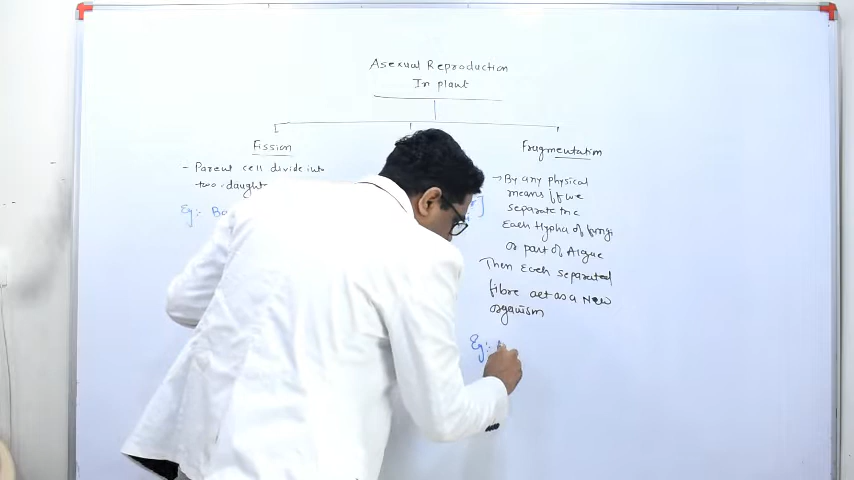 Asexual Reproduction
In plant
Fission
- Parent cell divide into
two-daught
Eg:- Ba
Fragmentation
→ By any physical
means if we
separate the
Each Hypha of fungi
or part of Algae
Then Each separated
fibre act as a New
organism
Eg:-